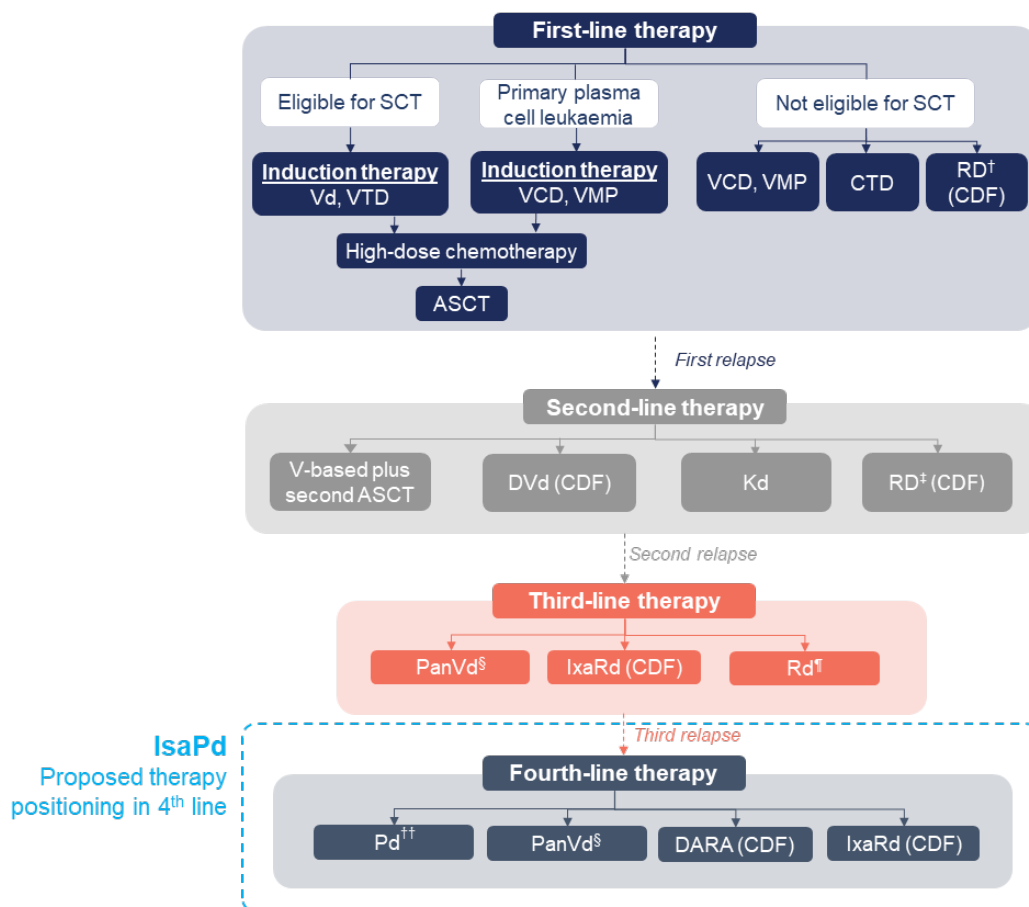 First-line therapy
Eligible for SCT
Primary plasma
cell leukaemia
Not eligible for SCT
Induction therapy
Vd, VTD
Induction therapy
VCD, VMP
VCD, VMP
CTD
RD†
(CDF)
High-dose chemotherapy
ASCT
First relapse
Second-line therapy
V-based plus
second ASCT
DVd (CDF)
Kd
RD‡ (CDF)
Second relapse
Third-line therapy
PanVd§
IxaRd (CDF)
Rd¶
Third relapse
IsaPd
Proposed therapy
positioning in 4th line
Fourth-line therapy
Pd††
PanVd§
DARA (CDF)
IxaRd (CDF)